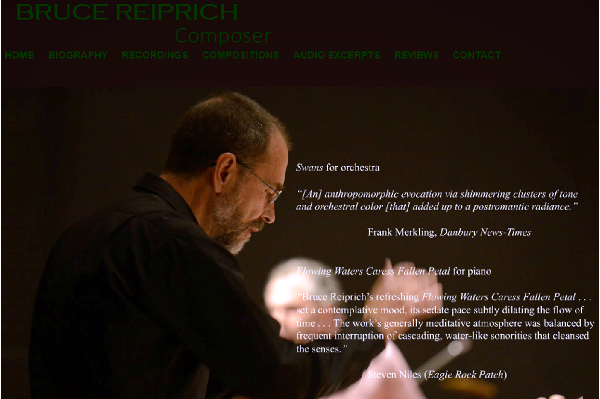 BRUCE REIPRICH
Composer
HOME BIOGRAPHY RECORDINGS COMPOSITIONS AUDIO EXCERPTS REVIEWS CONTACT
Swans for orchestra
“[An] anthropomorphic evocation via shimmering clusters of tone
and orchestral color [that] added up to a postromantic radiance.”
Frank Merkling, Danbury News-Times
Flowing Waters Caress Fallen Petal for piano
“Bruce Reiprich’s refreshing Flowing Waters Caress Fallen Petal . . .
set a contemplative mood, its sedate pace subtly dilating the flow of
time . . . The work’s generally meditative atmosphere was balanced by
frequent interruption of cascading, water-like sonorities that cleansed
the senses.”
Steven Niles (Eagle Rock Patch)